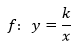 f: y = k/x